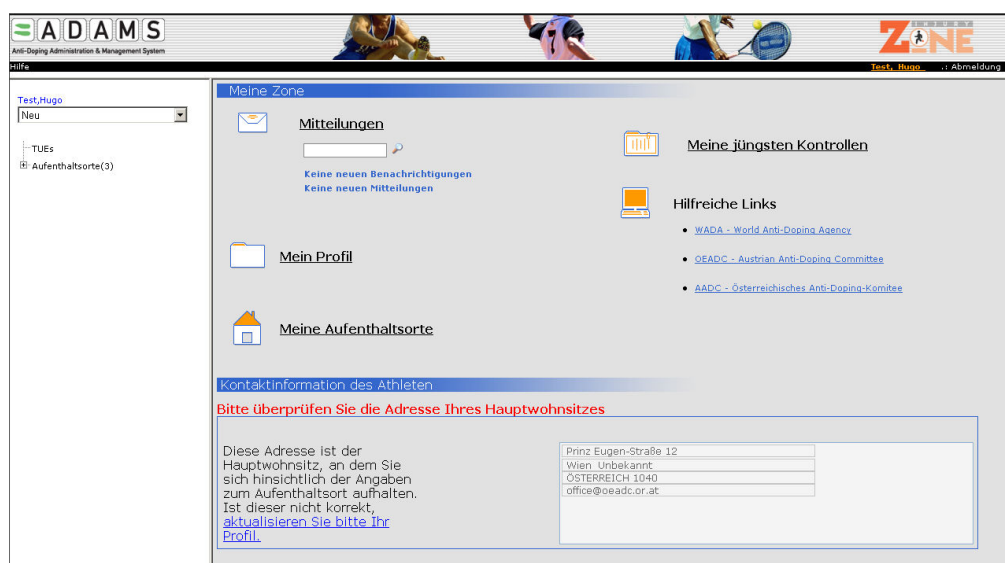 ADAMS
Anti-Doping Administration & Management System
INJURY
ZONE
Hilfe
Test, Hugo .: Abmeldung
Test,Hugo
Neu
TUEs
Aufenthaltsorte(3)
Meine Zone
Mitteilungen
Keine neuen Benachrichtigungen
Keine neuen Mitteilungen
Mein Profil
Meine Aufenthaltsorte
Meine jüngsten Kontrollen
Hilfreiche Links
WADA - World Anti-Doping Agency
OEADC - Austrian Anti-Doping Committee
AADC - Österreichisches Anti-Doping-Komitee
Kontaktinformation des Athleten
Bitte überprüfen Sie die Adresse Ihres Hauptwohnsitzes
Diese Adresse ist der
Hauptwohnsitz, an dem Sie
sich hinsichtlich der Angaben
zum Aufenthaltsort aufhalten.
Ist dieser nicht korrekt,
aktualisieren Sie bitte Ihr
Profil.
Prinz Eugen-Straße 12
Wien Unbekannt
ÖSTERREICH 1040
office@oeadc.or.at